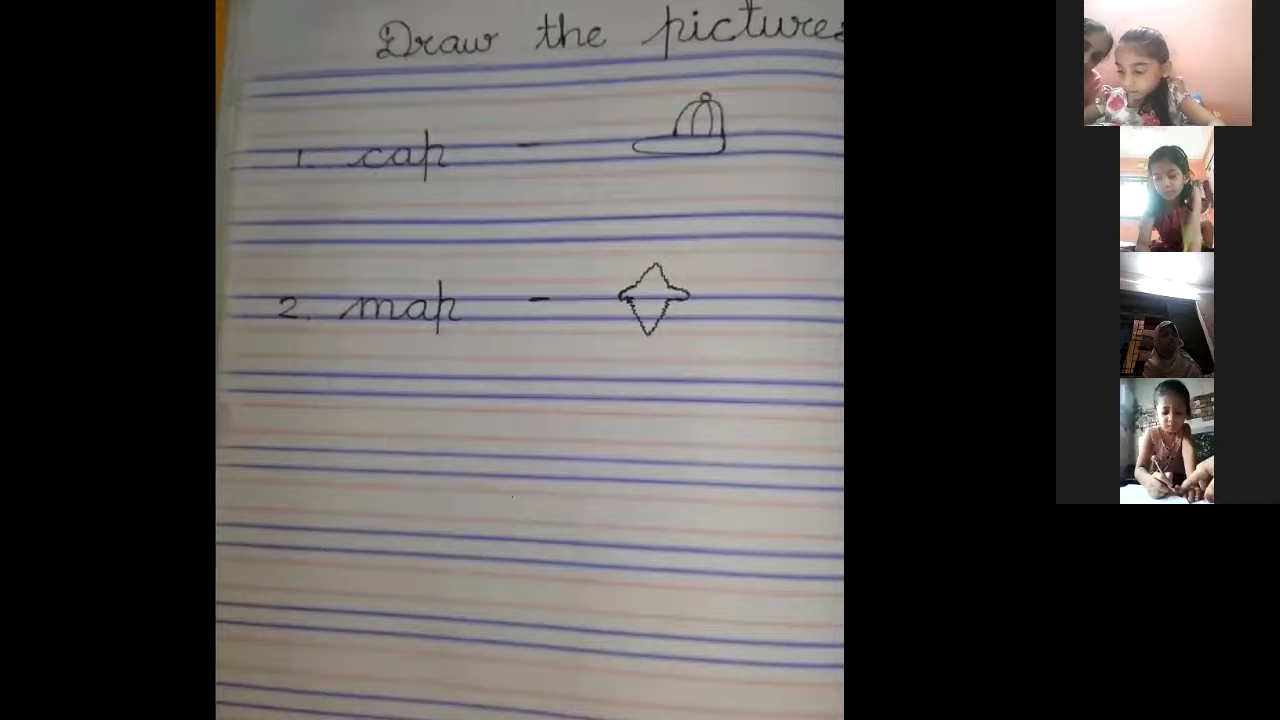 Draw the pictures
1. cap -
2. map -